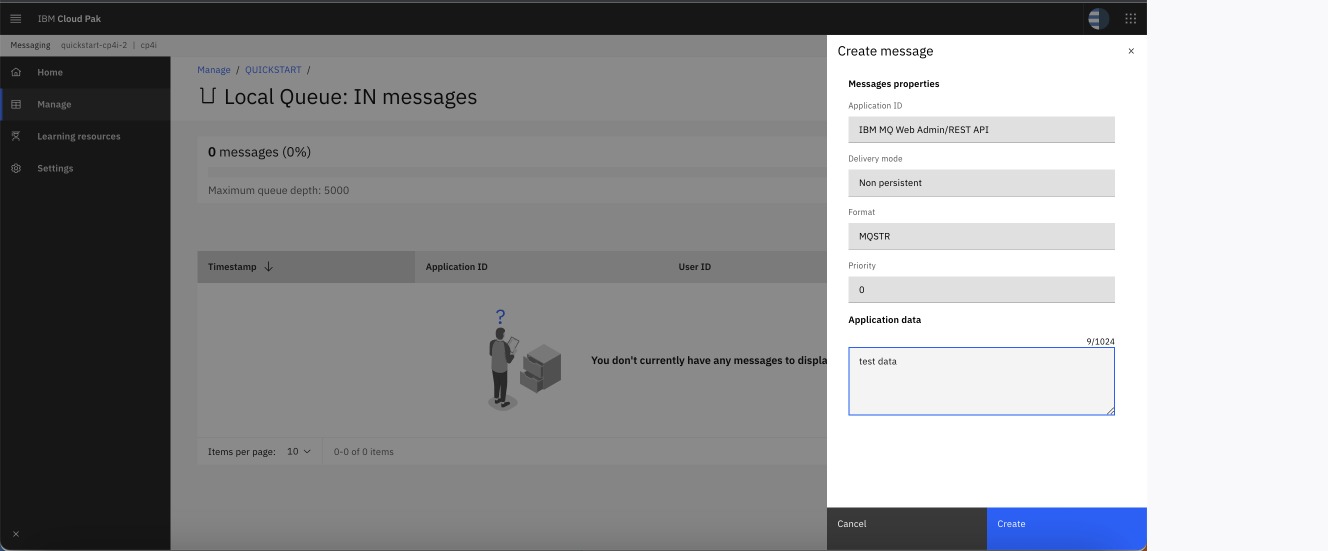 IBM Cloud Pak
Messaging quickstart-cp4i-2 | cp4i
Home
Manage
Learning resources
Settings
Manage / QUICKSTART /
Local Queue: IN messages
0 messages (0%)
Maximum queue depth: 5000
Timestamp Application ID User ID
?
You don't currently have any messages to displa
Items per page: 10 0-0 of 0 items
Create message
Messages properties
Application ID
IBM MQ Web Admin/REST API
Delivery mode
Non persistent
Format
MQSTR
Priority
0
Application data
9/1024
test data
Cancel Create